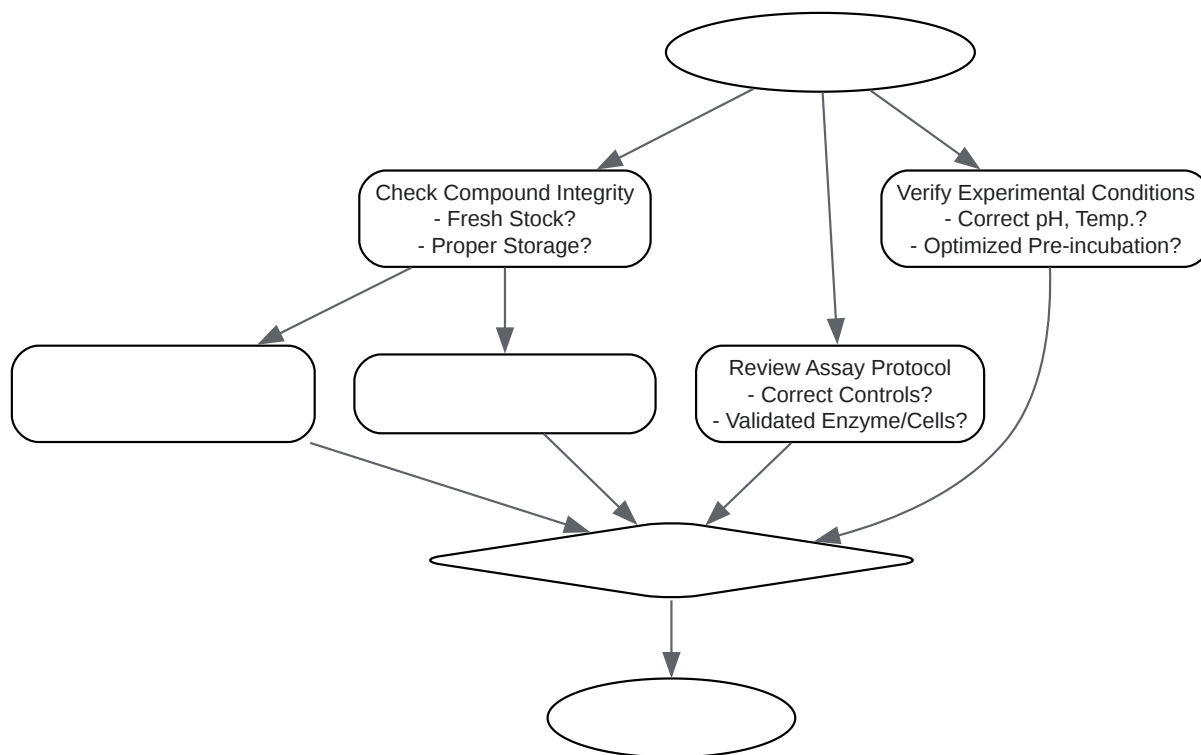 Check Compound Integrity
- Fresh Stock?
- Proper Storage?
Verify Experimental Conditions
- Correct pH, Temp.?
- Optimized Pre-incubation?
Review Assay Protocol
- Correct Controls?
- Validated Enzyme/Cells?